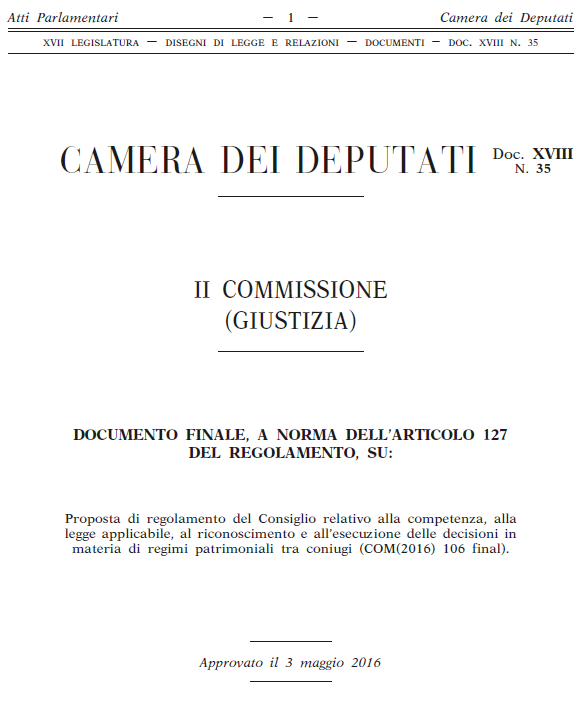 Atti Parlamentari — 1 — Camera dei Deputati
XVII LEGISLATURA — DISEGNI DI LEGGE E RELAZIONI — DOCUMENTI — DOC. XVIII N. 35
CAMERA DEI DEPUTATI Doc. XVIII
N. 35
II COMMISSIONE
(GIUSTIZIA)
DOCUMENTO FINALE, A NORMA DELL'ARTICOLO 127
DEL REGOLAMENTO, SU:
Proposta di regolamento del Consiglio relativo alla competenza, alla
legge applicabile, al riconoscimento e all'esecuzione delle decisioni in
materia di regimi patrimoniali tra coniugi (COM(2016) 106 final).
Approvato il 3 maggio 2016